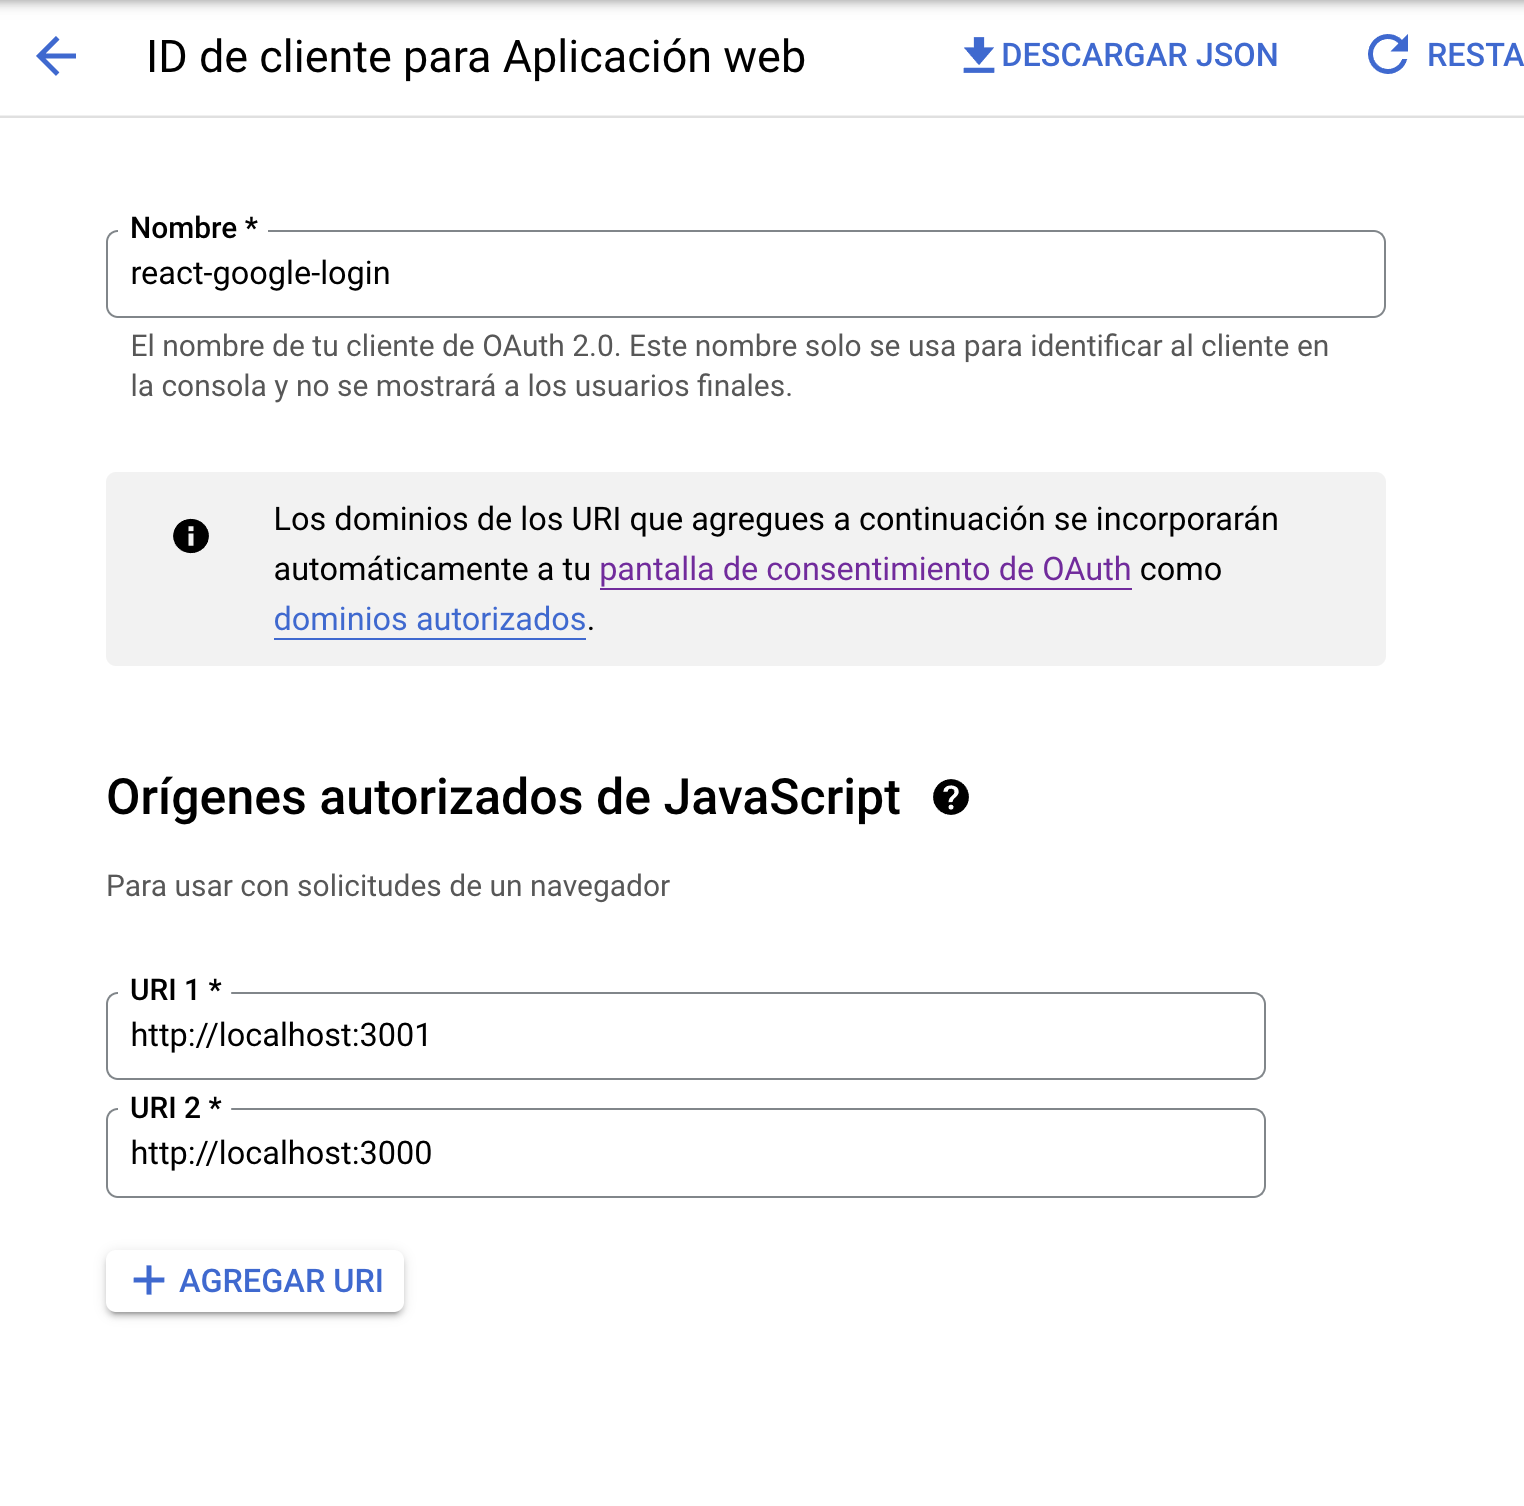 ID de cliente para Aplicación web
DESCARGAR JSON
RESTA
Nombre *
react-google-login
El nombre de tu cliente de OAuth 2.0. Este nombre solo se usa para identificar al cliente en
la consola y no se mostrará a los usuarios finales.
Los dominios de los URI que agregues a continuación se incorporarán
automáticamente a tu pantalla de consentimiento de OAuth como
dominios autorizados.
Orígenes autorizados de JavaScript
Para usar con solicitudes de un navegador
URI 1 *
http://localhost:3001
URI 2 *
http://localhost:3000
AGREGAR URI